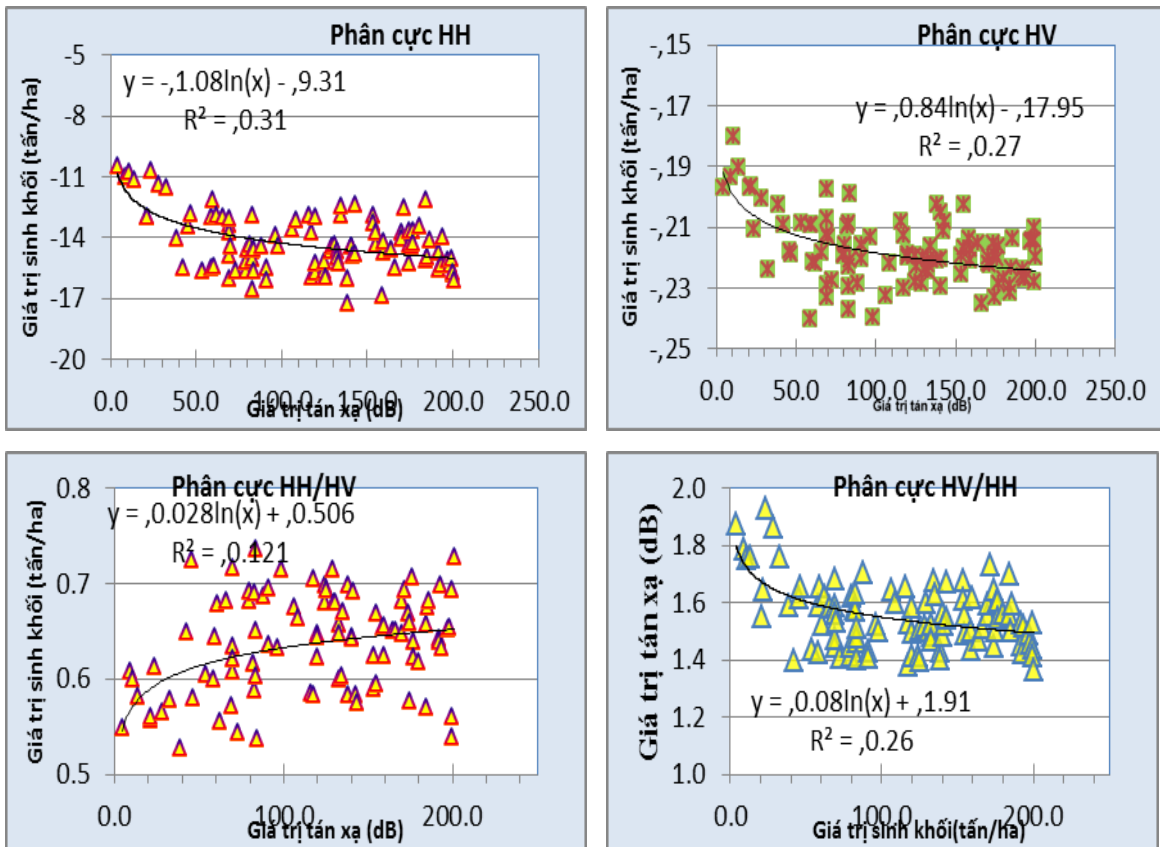 Phân cực HH
y = -,1.08ln(x) - ,9.31
R² = ,0.31
Giá trị sinh khối (tấn/ha)
-5
-8
-11
-14
-17
-20
0.0 50.0 100.0 150.0 200.0 250.0
Giá trị tán xạ (dB)
Phân cực HV
y = ,0.84ln(x) - ,17.95
R² = ,0.27
Giá trị sinh khối (tấn/ha)
-,15
-,17
-,19
-,21
-,23
-,25
0.0 50.0 100.0 150.0 200.0 250.0
Giá trị tán xạ (dB)
Phân cực HH/HV
y = ,0.028ln(x) + ,0.506
R² = ,0.121
Giá trị sinh khối (tấn/ha)
0.8
0.7
0.6
0.5
0.0 100.0 200.0
Giá trị tán xạ (dB)
Phân cực HV/HH
y = ,0.08ln(x) + ,1.91
R² = ,0.26
Giá trị tán xạ (dB)
2.0
1.8
1.6
1.4
1.2
1.0
0.0 100.0 200.0
Giá trị sinh khối(tấn/ha)